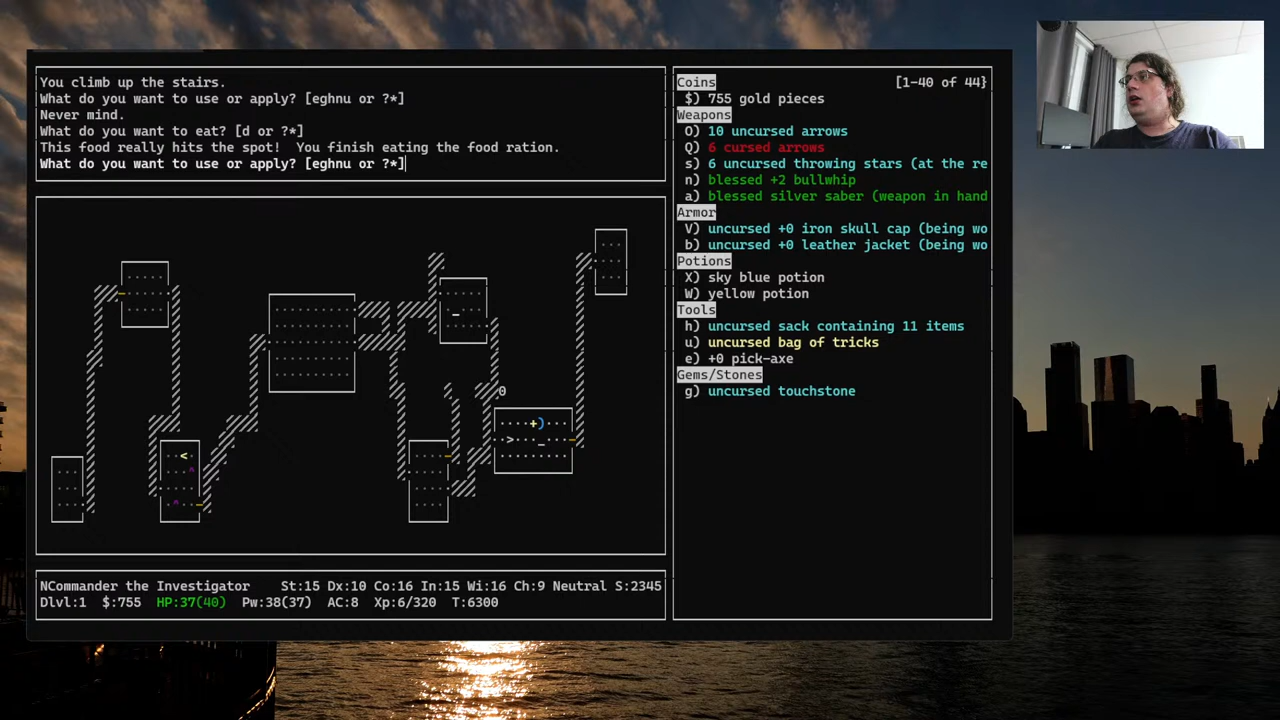 You climb up the stairs.
What do you want to use or apply? [eghnu or ?*]
Never mind.
What do you want to eat? [d or ?*]
This food really hits the spot!  You finish eating the food ration.
What do you want to use or apply? [eghnu or ?*]
Coins [1-40 of 44}
$) 755 gold pieces
Weapons
O) 10 uncursed arrows
Q) 6 cursed arrows
s) 6 uncursed throwing stars (at the re
n) blessed +2 bullwhip
a) blessed silver saber (weapon in hand
Armor
V) uncursed +0 iron skull cap (being wo
b) uncursed +0 leather jacket (being wo
Potions
X) sky blue potion
W) yellow potion
Tools
h) uncursed sack containing 11 items
u) uncursed bag of tricks
e) +0 pick-axe
Gems/Stones
g) uncursed touchstone
NCommander the Investigator St:15 Dx:10 Co:16 In:15 Wi:16 Ch:9 Neutral S:2345
Dlvl:1 $:755 HP:37(40) Pw:38(37) AC:8 Xp:6/320 T:6300